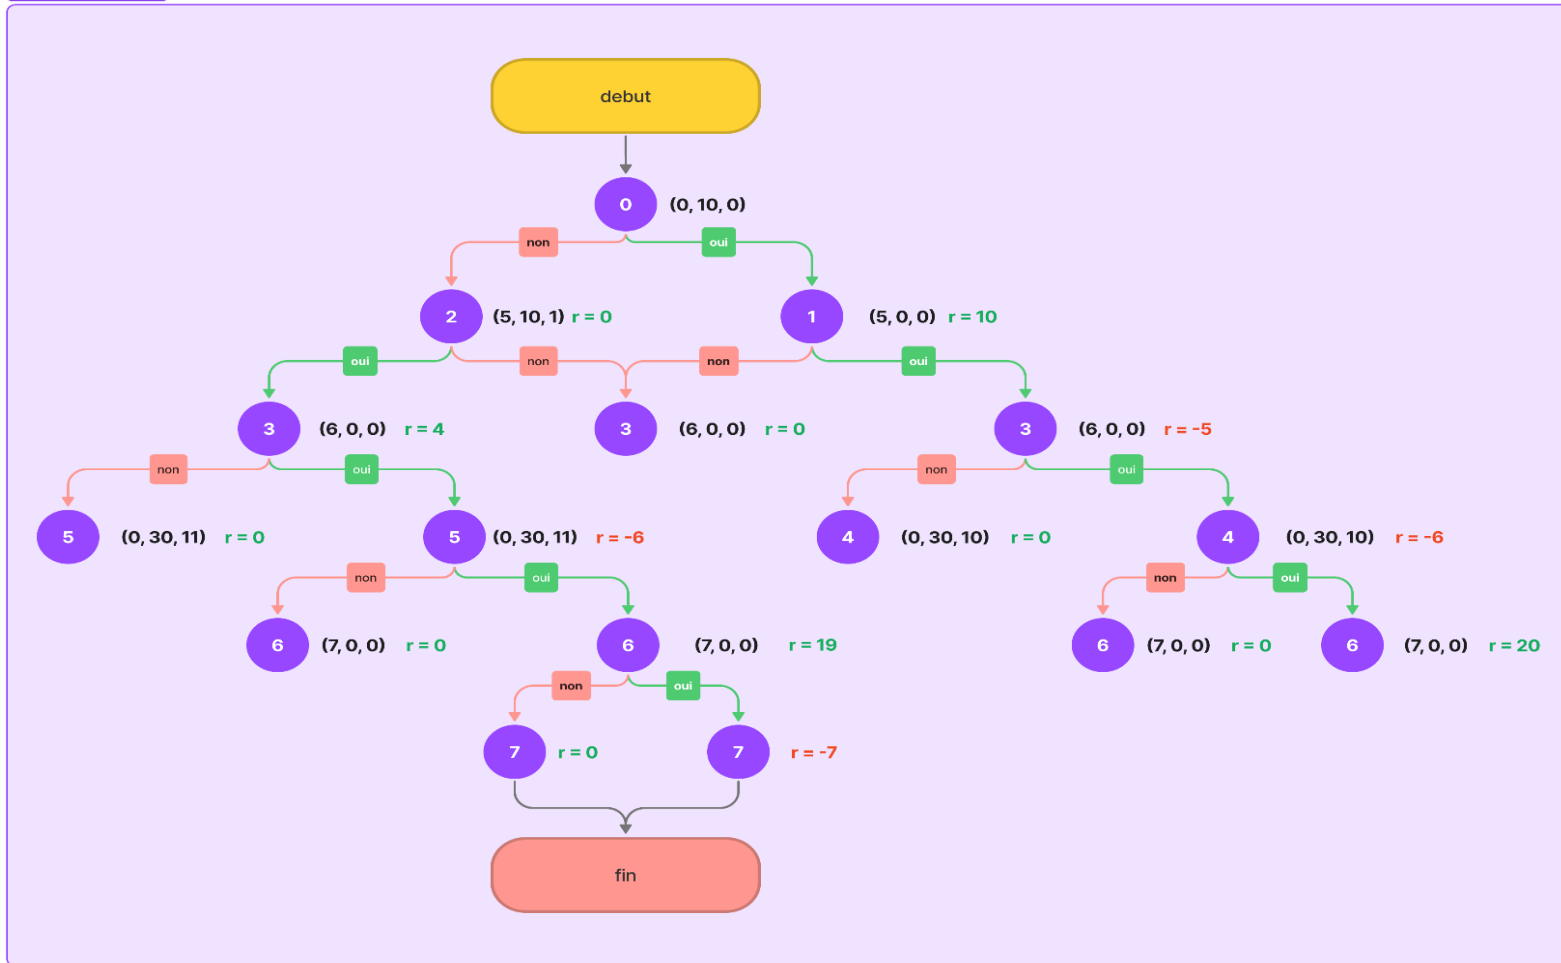 debut
0 (0, 10, 0)
non oui
2 (5, 10, 1) r = 0 1 (5, 0, 0) r = 10
oui non non oui
3 (6, 0, 0) r = 4 3 (6, 0, 0) r = 0 3 (6, 0, 0) r = -5
non oui non oui
5 (0, 30, 11) r = 0 5 (0, 30, 11) r = -6 4 (0, 30, 10) r = 0 4 (0, 30, 10) r = -6
non oui non oui
6 (7, 0, 0) r = 0 6 (7, 0, 0) r = 19 6 (7, 0, 0) r = 0 6 (7, 0, 0) r = 20
non oui
7 r = 0 7 r = -7
fin